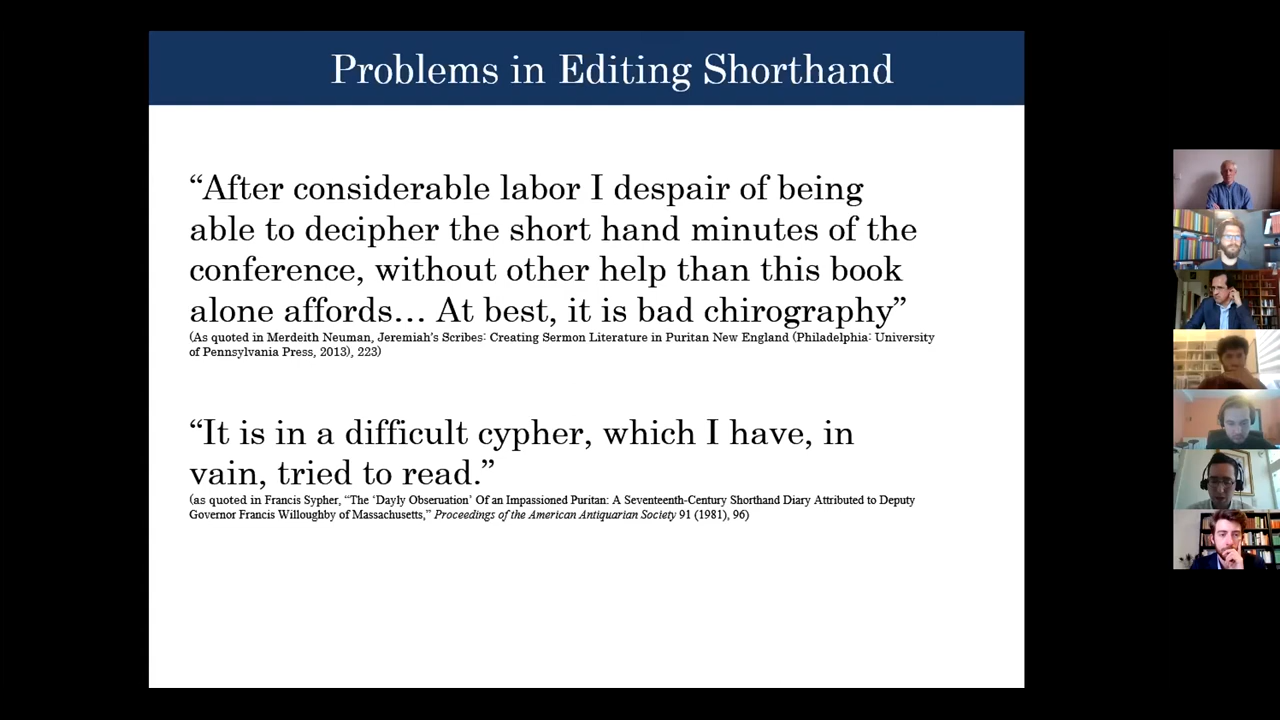 Problems in Editing Shorthand
“After considerable labor I despair of being
able to decipher the short hand minutes of the
conference, without other help than this book
alone affords… At best, it is bad chirography”
(As quoted in Merdeith Neuman, Jeremiah’s Scribes: Creating Sermon Literature in Puritan New England (Philadelphia: University
of Pennsylvania Press, 2013), 223)
“It is in a difficult cypher, which I have, in
vain, tried to read.”
(as quoted in Francis Sypher, “The ‘Dayly Obseruation’ Of an Impassioned Puritan: A Seventeenth-Century Shorthand Diary Attributed to Deputy
Governor Francis Willoughby of Massachusetts,” Proceedings of the American Antiquarian Society 91 (1981), 96)